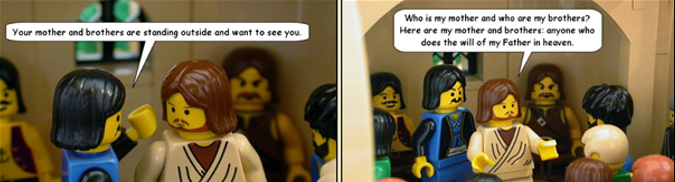 Your mother and brothers are standing outside and want to see you.
Who is my mother and who are my brothers?
Here are my mother and brothers: anyone who
does the will of my Father in heaven.